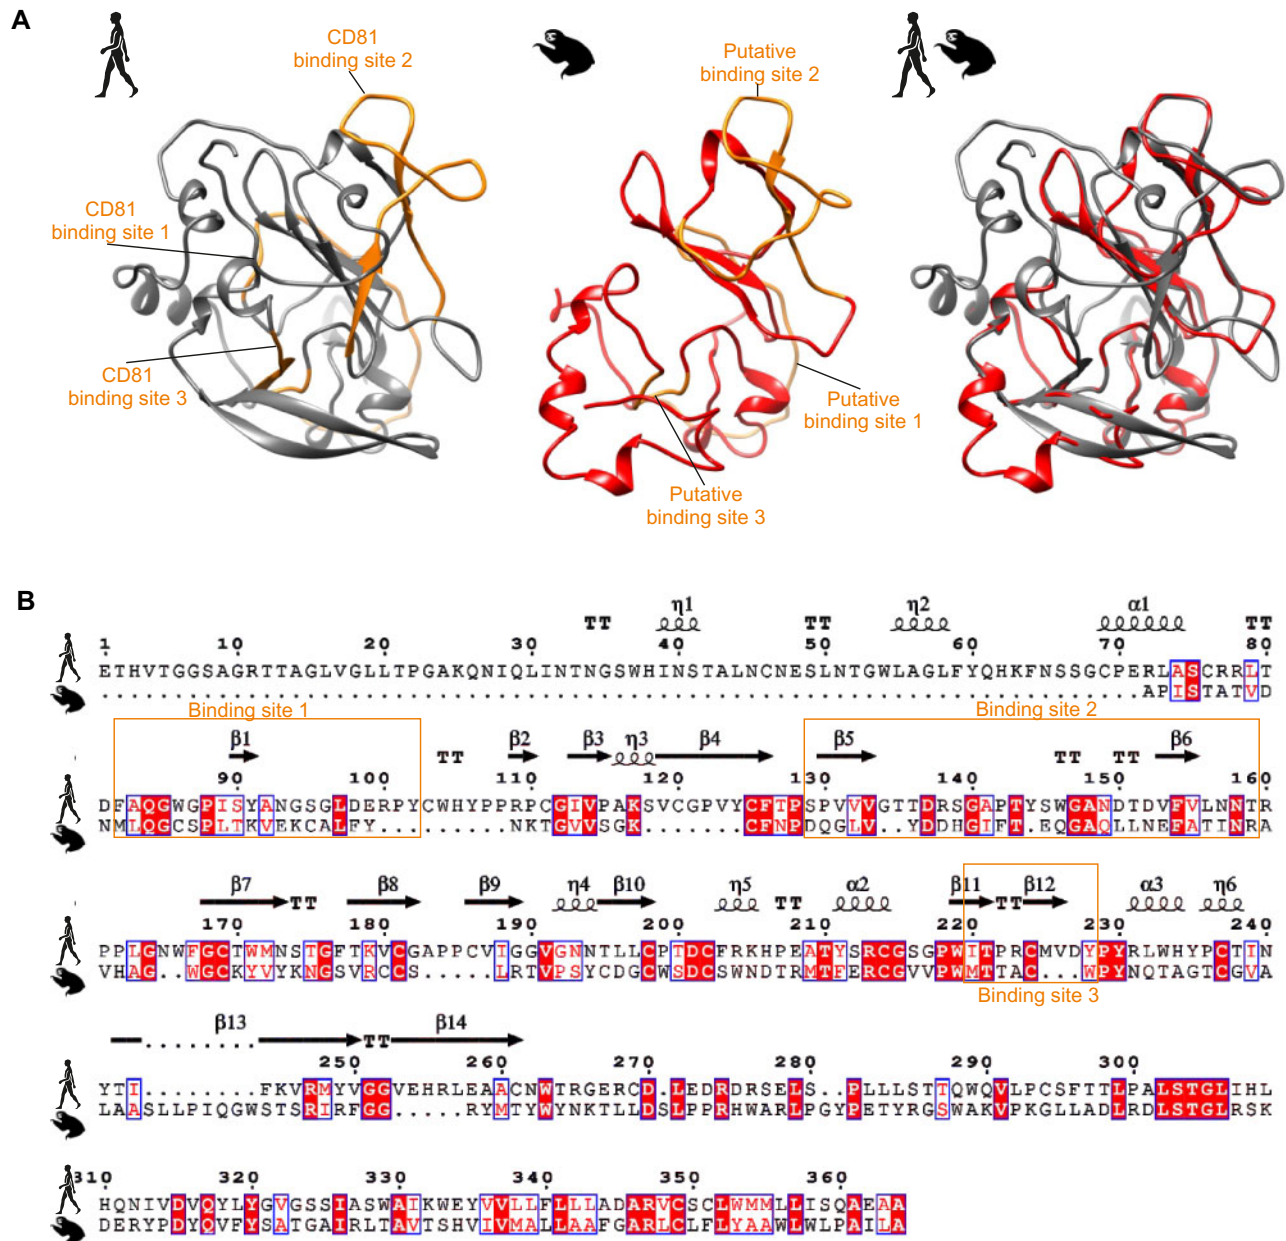 A
CD81
binding site 2
CD81
binding site 1
CD81
binding site 3
Putative
binding site 2
Putative
binding site 1
Putative
binding site 3
B
η1 η2 α1
TT TT TT
1 10 20 30 40 50 60 70 80
ETHVTGGSAGRTTAGLVGLLTPGAKQNIQLINTNGSWHINSTALNCNESLNTGWLAGLFYQHKFNSSGCPERLASCRRLT
.......................................................................APISTATVD
Binding site 1 Binding site 2
β1 TT β2 β3 η3 β4 β5 TT TT β6
90 100 110 120 130 140 150 160
DFAQGWGPISYANGSGLDERPYCWHYPPRPCGIVPAKSVCGPVYCFTPSPVVVGTTDRSGAPTYSWGANDTDVFVLNNTR
NMLQGCSPLTKVEKCALFY.........NKTGVVSGK.......CFNPDQGLV..YDDHGIFT.EQGAQLLNEFATINRA
β7 TT β8 β9 η4 β10 η5 TT α2 β11 TT β12 α3 η6
170 180 190 200 210 220 230 240
PPLGNWFGCTWMNSTGFTKVCGAPPCVIGGVGNNTLLCPTDCFRKHPEATYSRCGSGPWITPRCMVDYPYRLWHYPCTIN
VHAG..WGCKYVYKNGSVRCCS.....LRTVPSYCDGCWSDCSWNDTRMTFERCGVVPWMTTAC...WPYNQTAGTCGVA
Binding site 3
β13 TT β14
250 260 270 280 290 300
YTI........FKVRMYVGGVEHRLEAACNWTRGERCD.LEDRDRSELS..PLLLSTTQWQVLPCSFTTLPALSTGLIHL
LAASLLPIQGWSTSRIRFGG.....RYMTYWYNKTLLDSLPPRHWARLPGYPETYRGSWAKVPKGLLADLRDLSTGLRSK
310 320 330 340 350 360
HQNIVDVQYLYGVGSSIASWAIKWEYVVLLFLLLADARVCSCLWMMLLISQAEAA
DERYPDYQVFYSATGAIRLTAVTSHVIVMALLAAFGARLCLFLYAAWLWLPAILA